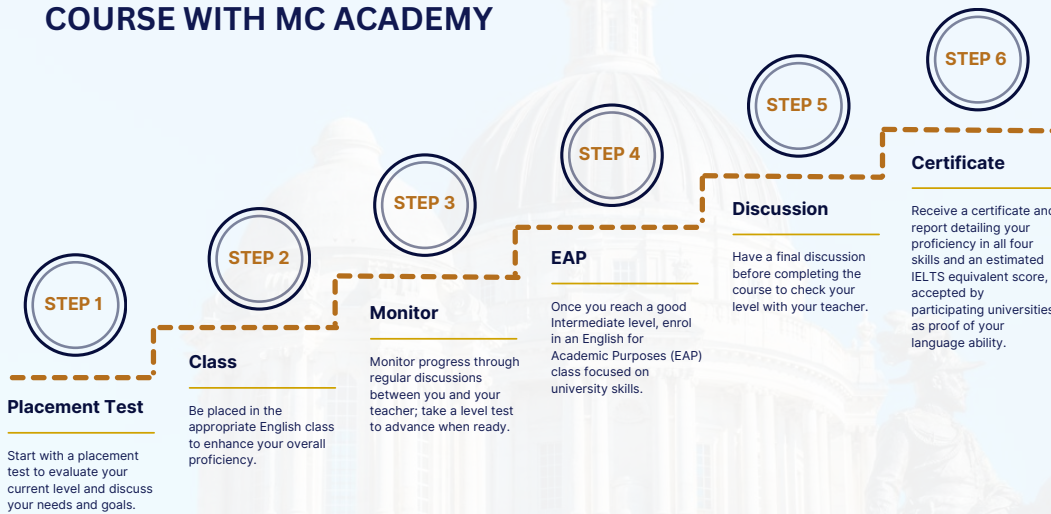 COURSE WITH MC ACADEMY
STEP 1
Placement Test
Start with a placement
test to evaluate your
current level and discuss
your needs and goals.
STEP 2
Class
Be placed in the
appropriate English class
to enhance your overall
proficiency.
STEP 3
Monitor
Monitor progress through
regular discussions
between you and your
teacher; take a level test
to advance when ready.
STEP 4
EAP
Once you reach a good
Intermediate level, enrol
in an English for
Academic Purposes (EAP)
class focused on
university skills.
STEP 5
Discussion
Have a final discussion
before completing the
course to check your
level with your teacher.
STEP 6
Certificate
Receive a certificate and
report detailing your
proficiency in all four
skills and an estimated
IELTS equivalent score,
accepted by
participating universities
as proof of your
language ability.